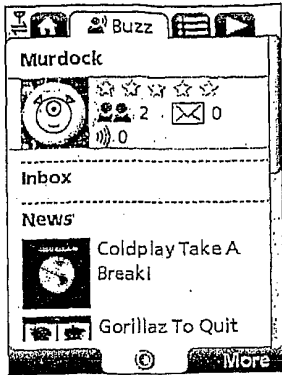 Buzz
Murdock
2 0
0
Inbox
News
Coldplay Take A
Break!
Gorillaz To Quit
More